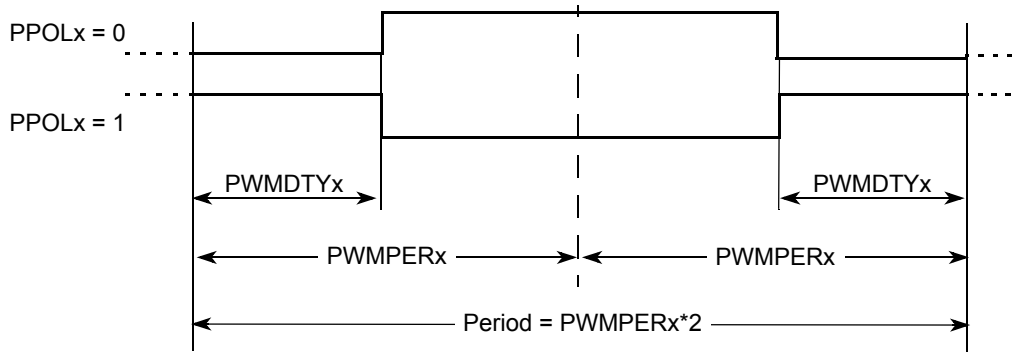 PPOLx = 0
PPOLx = 1
PWMDTYx
PWMDTYx
PWMPERx
PWMPERx
Period = PWMPERx*2